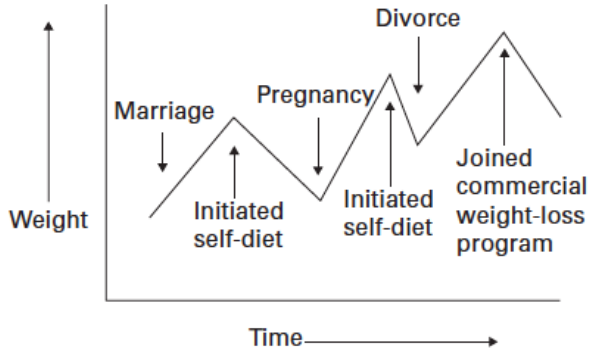 Divorce
Marriage
Pregnancy
Weight
Initiated
self-diet
Initiated
self-diet
Joined
commercial
weight-loss
program
Time